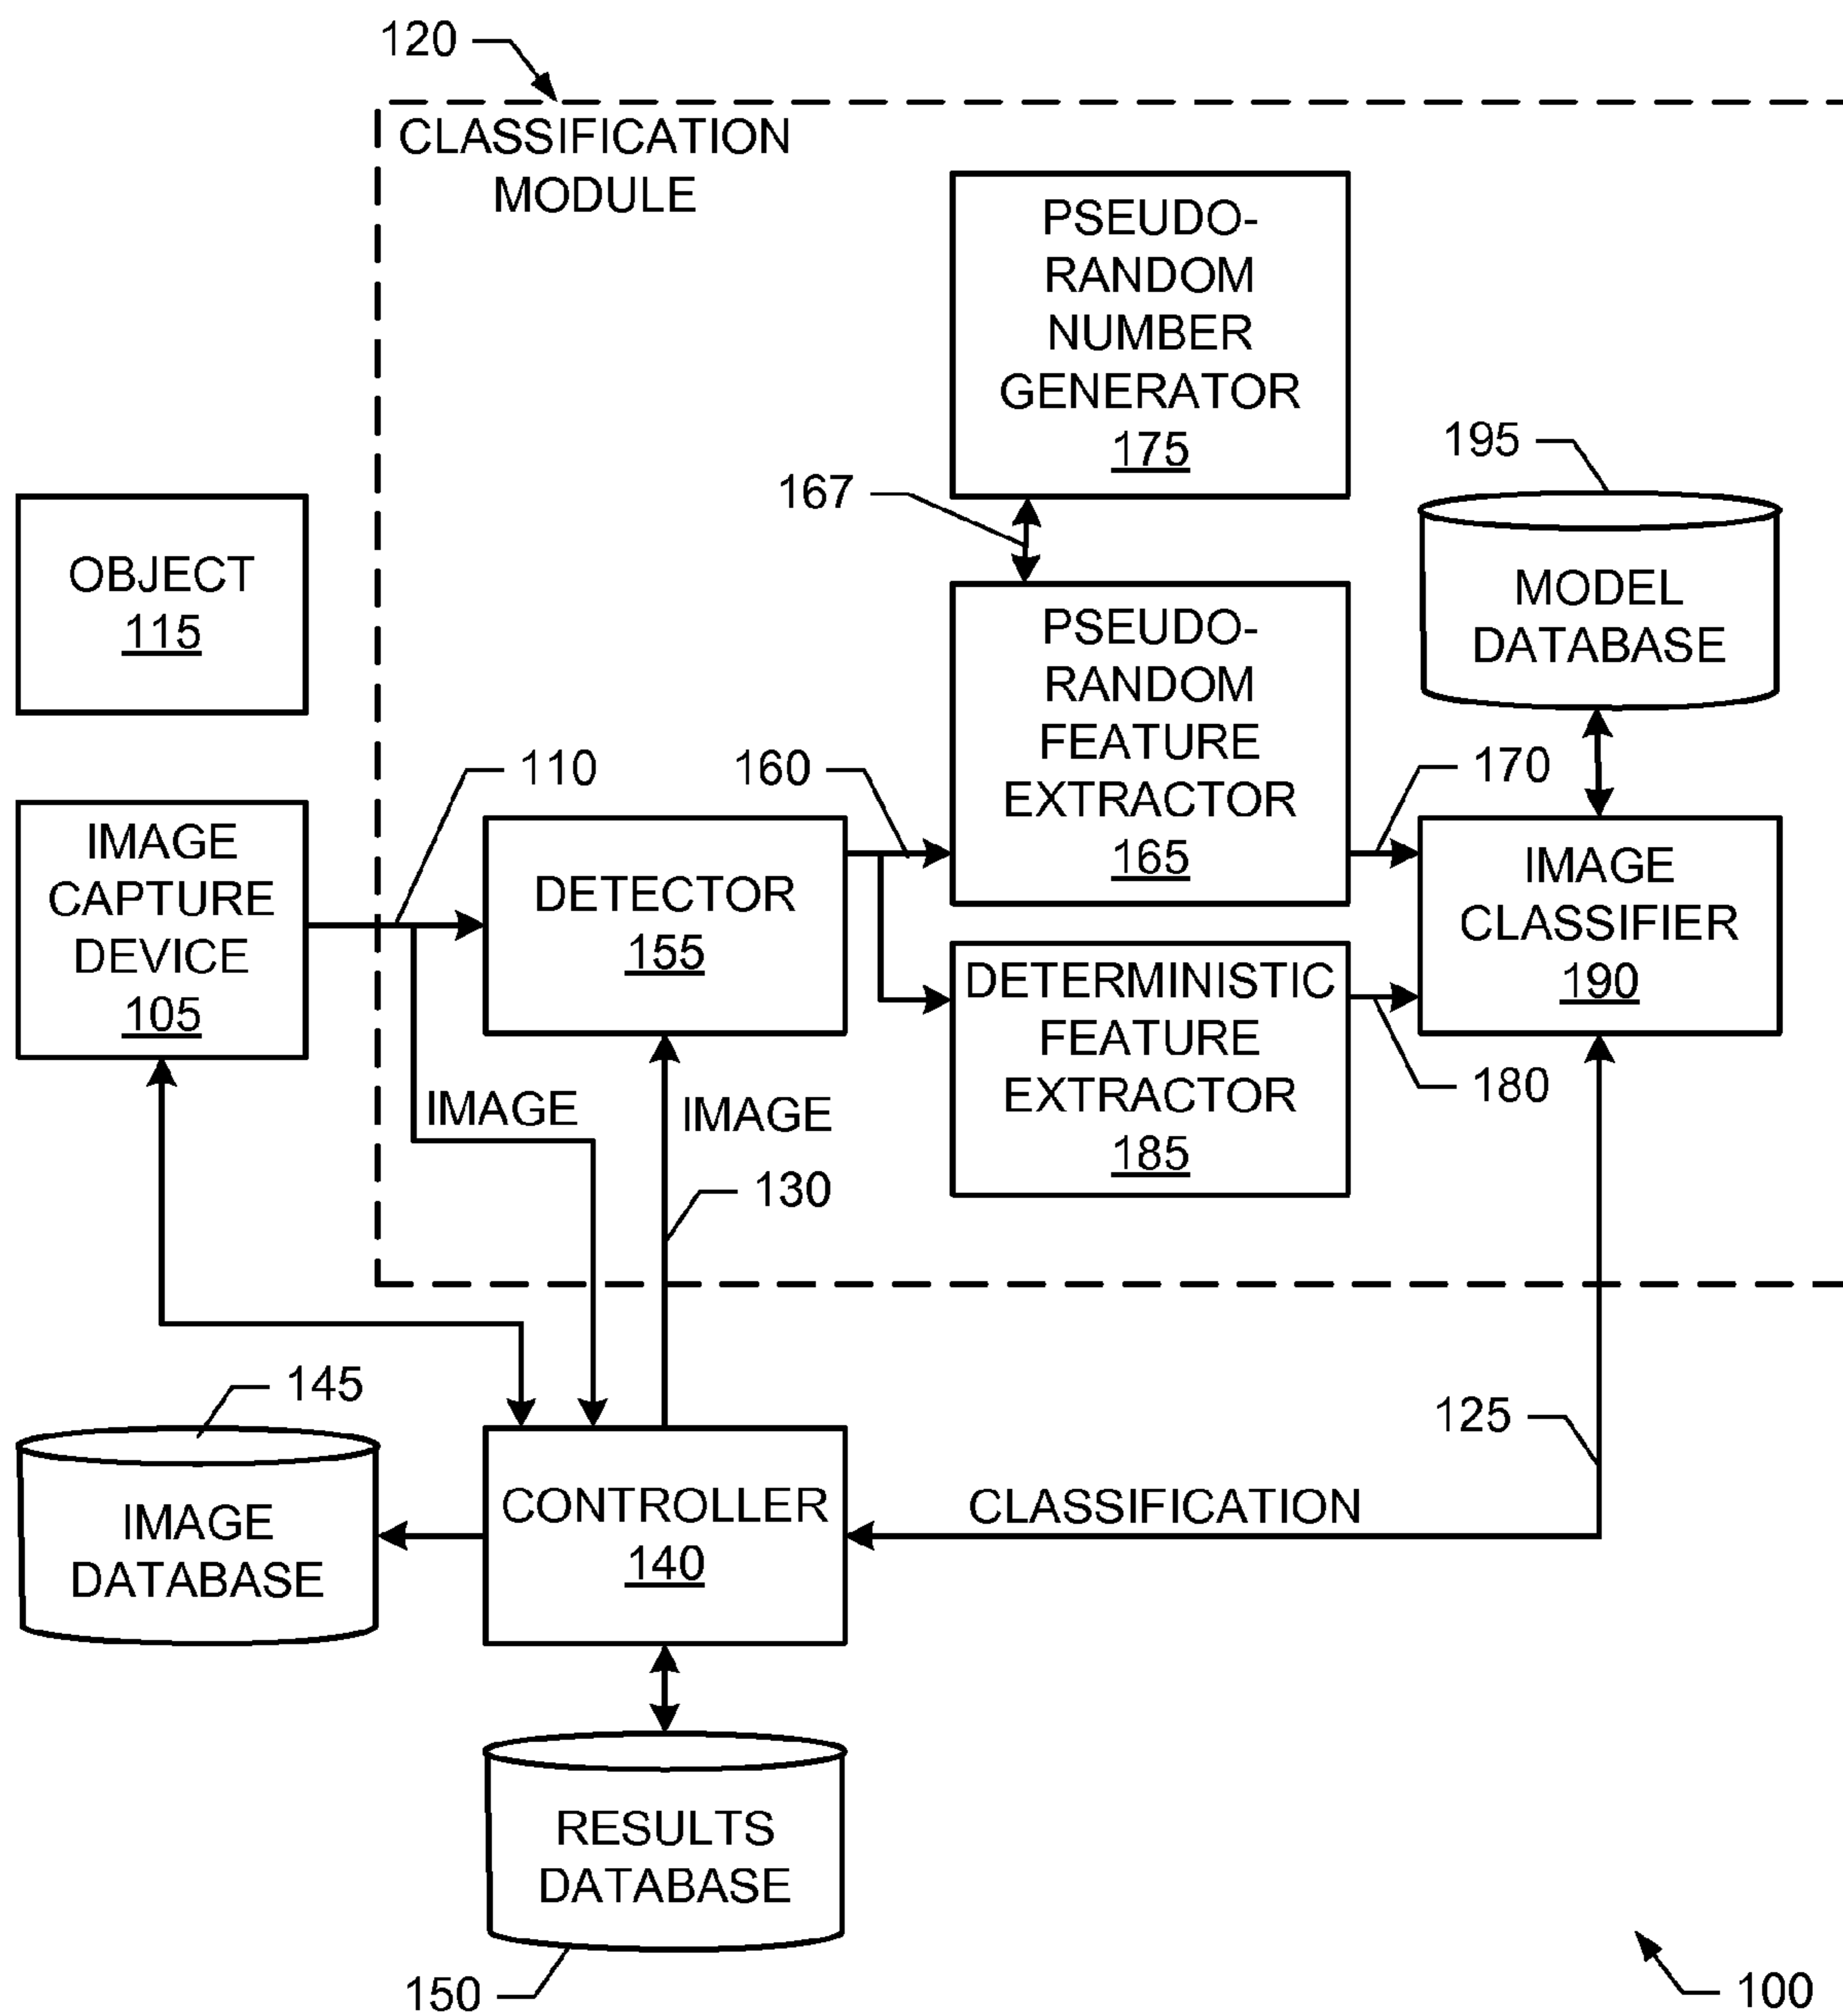 120
CLASSIFICATION
MODULE
PSEUDO-
RANDOM
NUMBER
GENERATOR
175
167
195
OBJECT
115
PSEUDO-
RANDOM
FEATURE
EXTRACTOR
165
MODEL
DATABASE
110
160
170
IMAGE
CAPTURE
DEVICE
105
DETECTOR
155
IMAGE
CLASSIFIER
190
DETERMINISTIC
FEATURE
EXTRACTOR
185
180
IMAGE
IMAGE
130
145
125
IMAGE
DATABASE
CONTROLLER
140
CLASSIFICATION
RESULTS
DATABASE
150
100